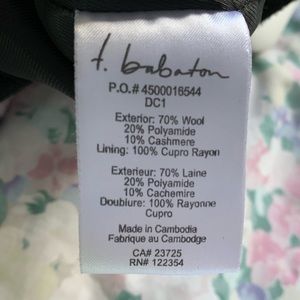 t. babaton
P.O.# 4500016544
DC1
Exterior: 70% Wool
20% Polyamide
10% Cashmere
Lining: 100% Cupro Rayon
Exterieur: 70% Laine
20% Polyamide
10% Cachemire
Doublure: 100% Rayonne
Cupro
Made in Cambodia
Fabrique au Cambodge
CA# 23725
RN# 122354